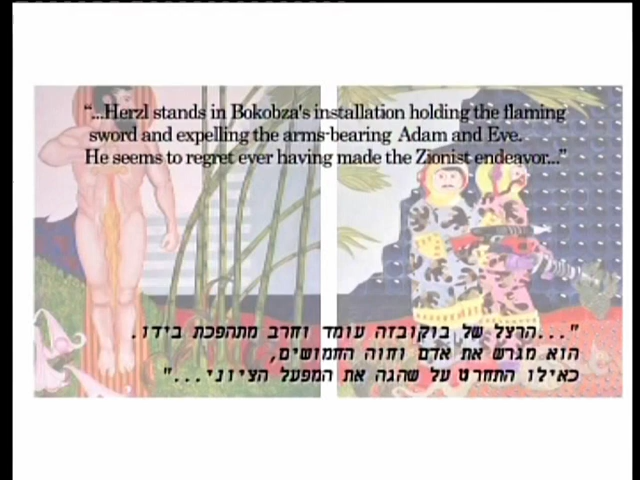 "...Herzl stands in Bokobza's installation holding the flaming
sword and expelling the arms-bearing Adam and Eve.
He seems to regret ever having made the Zionist endeavor..."
"...הרצל של בוקובזה עומד וחרב מתהפכת בידו.
הוא מגרש את אדם וחוה החמושים,
כאילו התחרט על שהגה את המפעל הציוני..."